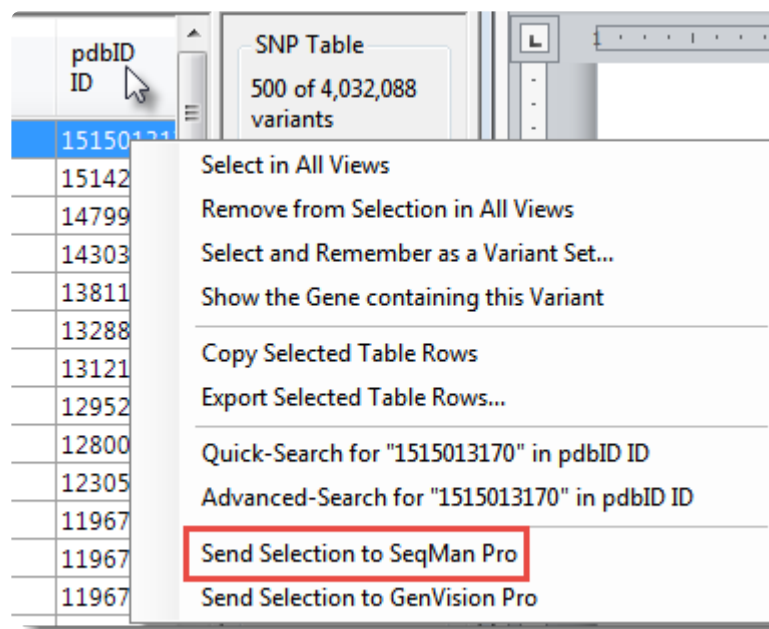 pdbID
ID
SNP Table
500 of 4,032,088
variants
L
1
15142
14799
14303
13811
13288
13121
12952
12800
12305
11967
11967
11967
Select in All Views
Remove from Selection in All Views
Select and Remember as a Variant Set...
Show the Gene containing this Variant
Copy Selected Table Rows
Export Selected Table Rows...
Quick-Search for "1515013170" in pdbID ID
Advanced-Search for "1515013170" in pdbID ID
Send Selection to SeqMan Pro
Send Selection to GenVision Pro